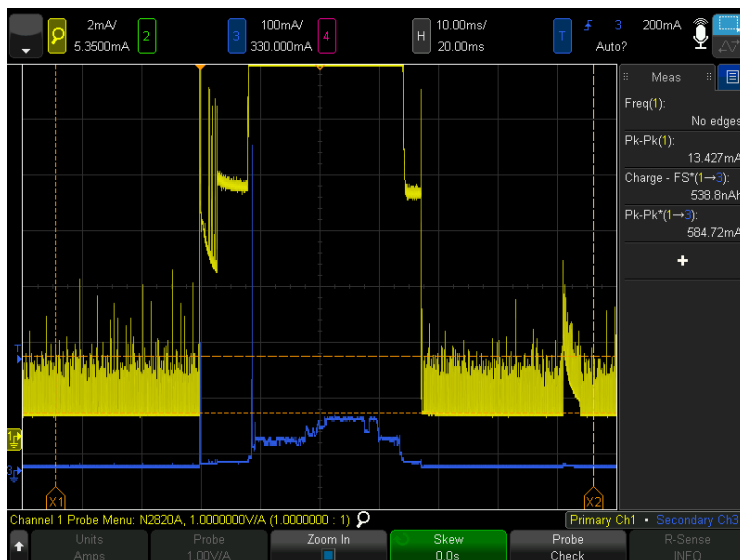 2mA/ 100mA/ 10.00ms/ 3 200mA
2 3 4 H T
5.3500mA 330.000mA 20.00ms Auto?
Meas
Freq(1):
No edges
Pk-Pk(1):
13.427mA
Charge - FS*(1→3):
538.8nAh
Pk-Pk*(1→3):
584.72mA
+
T
1
3
X1 X2
Channel 1 Probe Menu: N2820A, 1.0000000V/A (1.0000000 : 1) Primary Ch1 • Secondary Ch3
Units Probe Zoom In Skew Probe R-Sense
Amps 1.00V/A 0.0s Check INFO